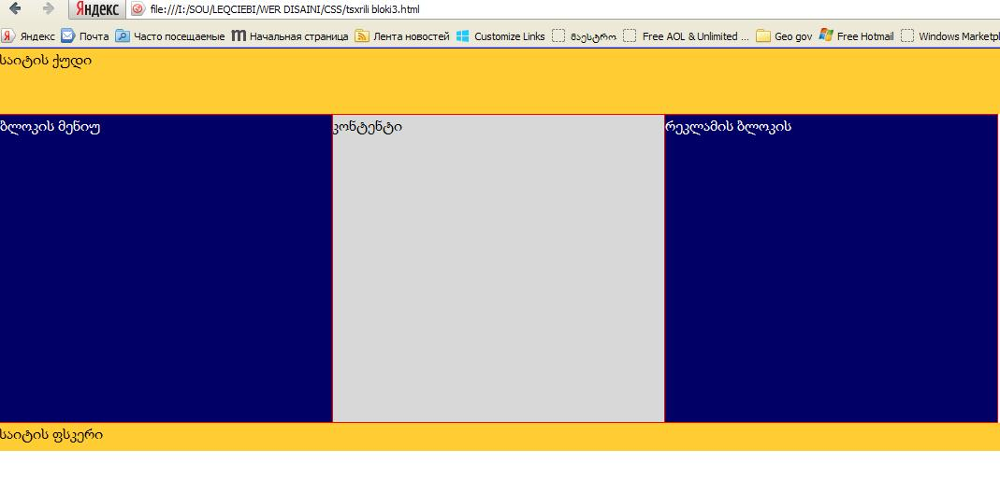 Яндекс file:///I:/SOU/LEQCIEBI/WER DISAINI/CSS/tsxrili bloki3.html
Яндекс Почта Часто посещаемые Начальная страница Лента новостей Customize Links მაესტრო Free AOL & Unlimited ... Geo gov Free Hotmail Windows Marketpl
საიტის ქუდი
ბლოკის მენიუ კონტენტი რეკლამის ბლოკის
საიტის ფსკერი